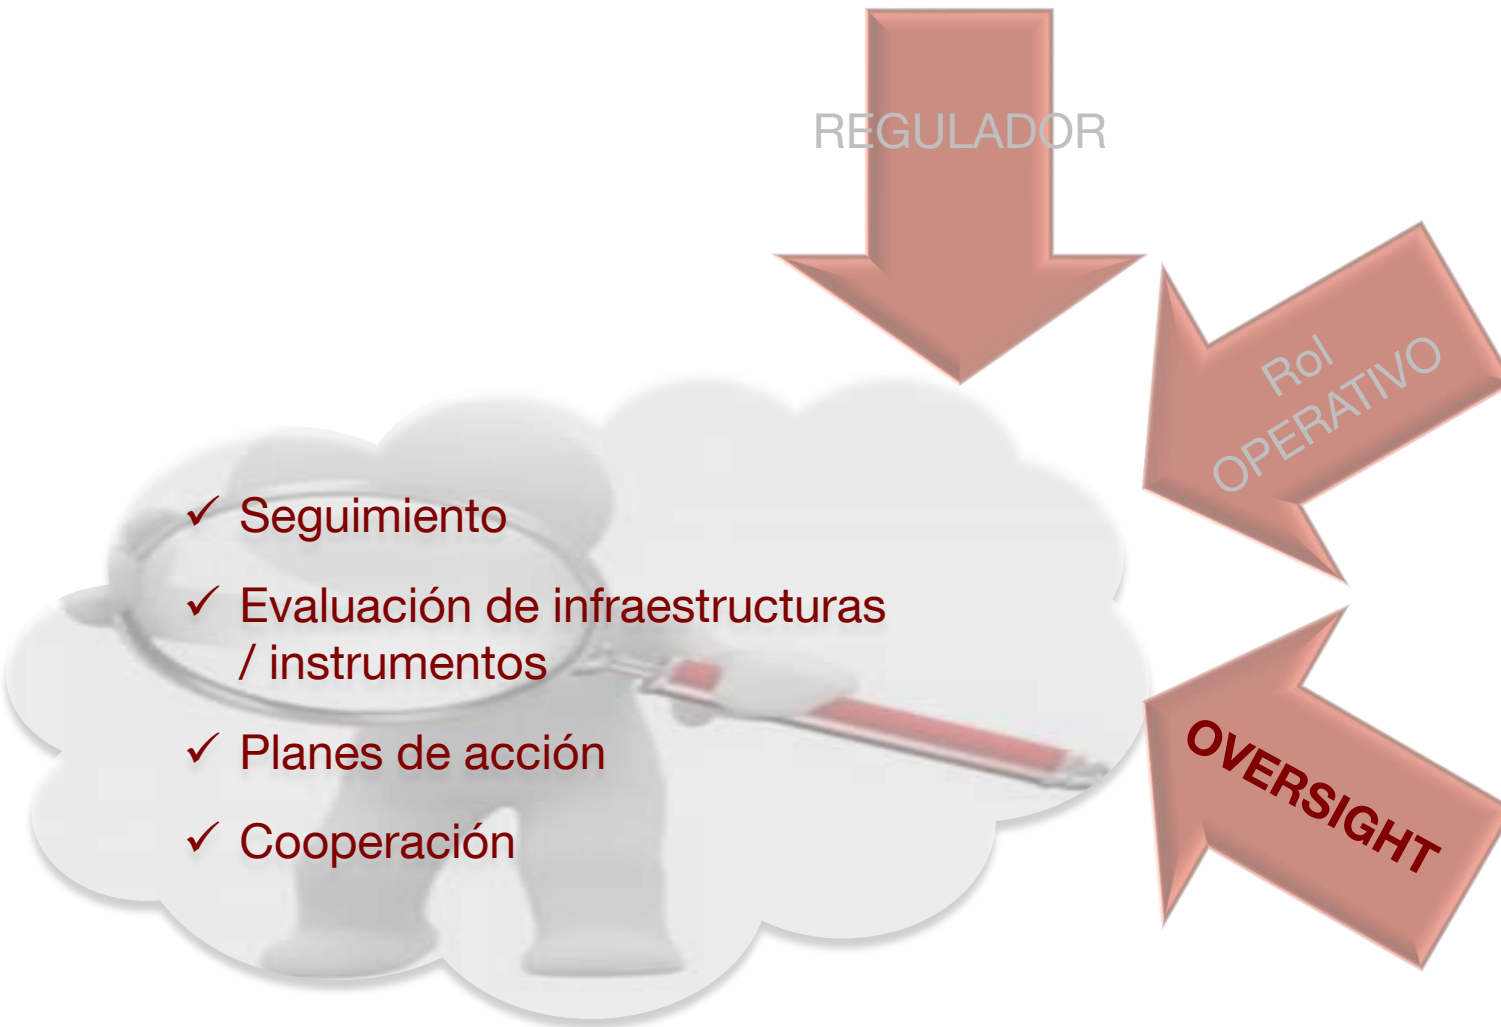 REGULADOR
Rol
OPERATIVO
✓ Seguimiento
✓ Evaluación de infraestructuras
/ instrumentos
✓ Planes de acción
✓ Cooperación
OVERSIGHT